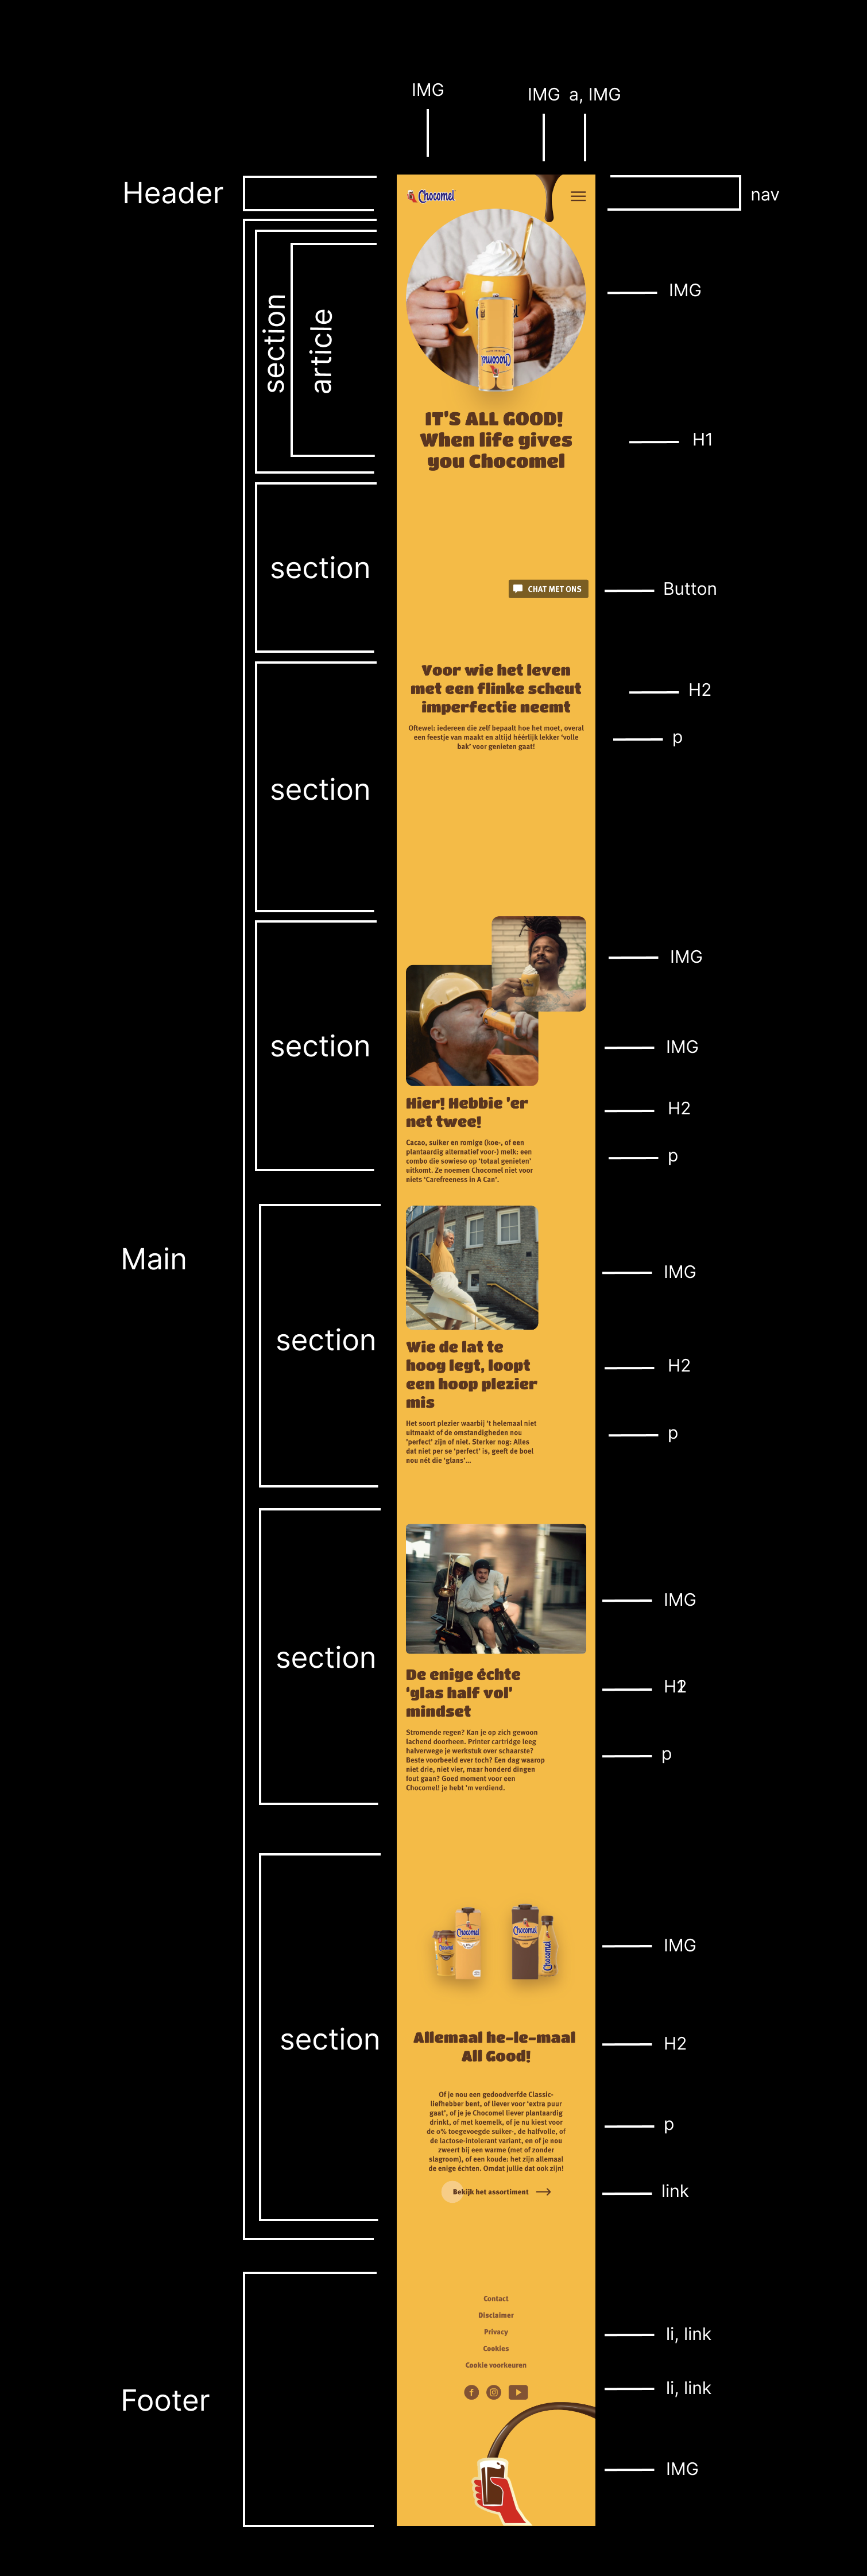 IMG
IMG a, IMG
Header
Chocomel
nav
IMG
section
article
Chocomel
IT'S ALL GOOD!
When life gives
you Chocomel
H1
section
CHAT MET ONS
Button
Voor wie het leven
met een flinke scheut
imperfectie neemt
H2
Oftewel: iedereen die zelf bepaalt hoe het moet, overal
een feestje van maakt en altijd héérlijk lekker 'volle
bak' voor genieten gaat!
p
section
IMG
section
IMG
Hier! Hebbie 'er
net twee!
H2
Cacao, suiker en romige (koe-, of een
plantaardig alternatief voor-) melk: een
combo die sowieso op 'totaal genieten'
uitkomt. Ze noemen Chocomel niet voor
niets 'Carefreeness in A Can'.
p
Main
IMG
section
Wie de lat te
hoog legt, loopt
een hoop plezier
mis
H2
Het soort plezier waarbij 't helemaal niet
uitmaakt of de omstandigheden nou
'perfect' zijn of niet. Sterker nog: Alles
dat niet per se 'perfect' is, geeft de boel
nou nét die 'glans'...
p
IMG
section
De enige échte
'glas half vol'
mindset
H2
Stromende regen? Kan je op zich gewoon
lachend doorheen. Printer cartridge leeg
halverwege je werkstuk over schaarste?
Beste voorbeeld ever toch? Een dag waarop
niet drie, niet vier, maar honderd dingen
fout gaan? Goed moment voor een
Chocomel! je hebt 'm verdiend.
p
Chocomel
Chocomel
Chocomel
Chocomel
IMG
section
Allemaal he-le-maal
All Good!
H2
Of je nou een gedoodverfde Classic-
liefhebber bent, of liever voor 'extra puur
gaat', of je je Chocomel liever plantaardig
drinkt, of met koemelk, of je nu kiest voor
de 0% toegevoegde suiker-, de halfvolle, of
de lactose-intolerant variant, en of je nou
zweert bij een warme (met of zonder
slagroom), of een koude: het zijn allemaal
de enige échten. Omdat jullie dat ook zijn!
p
Bekijk het assortiment
link
Contact
Disclaimer
Privacy
Cookies
Cookie voorkeuren
li, link
li, link
Footer
IMG